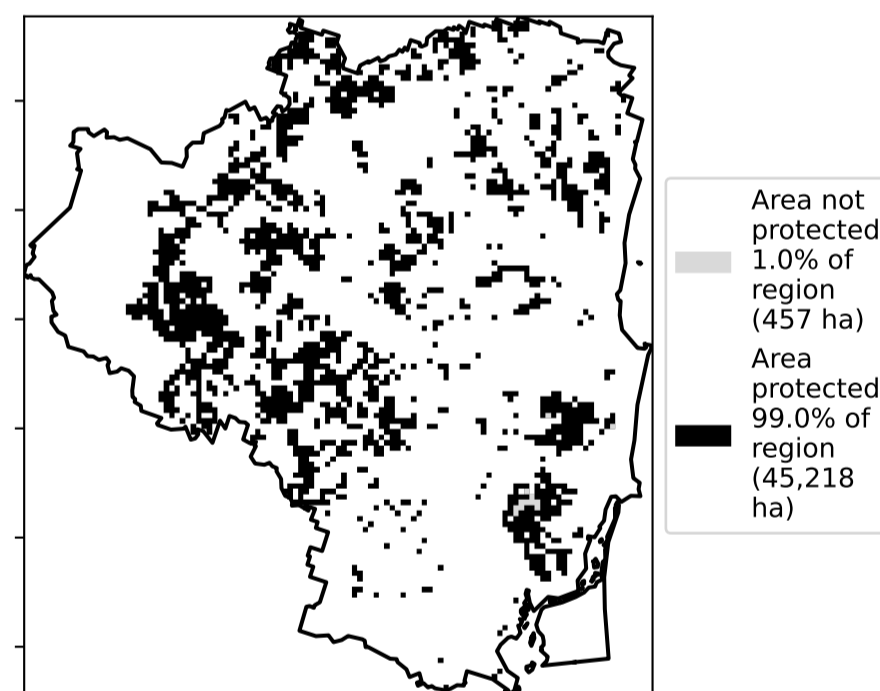 Area not
protected
1.0% of
region
(457 ha)
Area
protected
99.0% of
region
(45,218
ha)